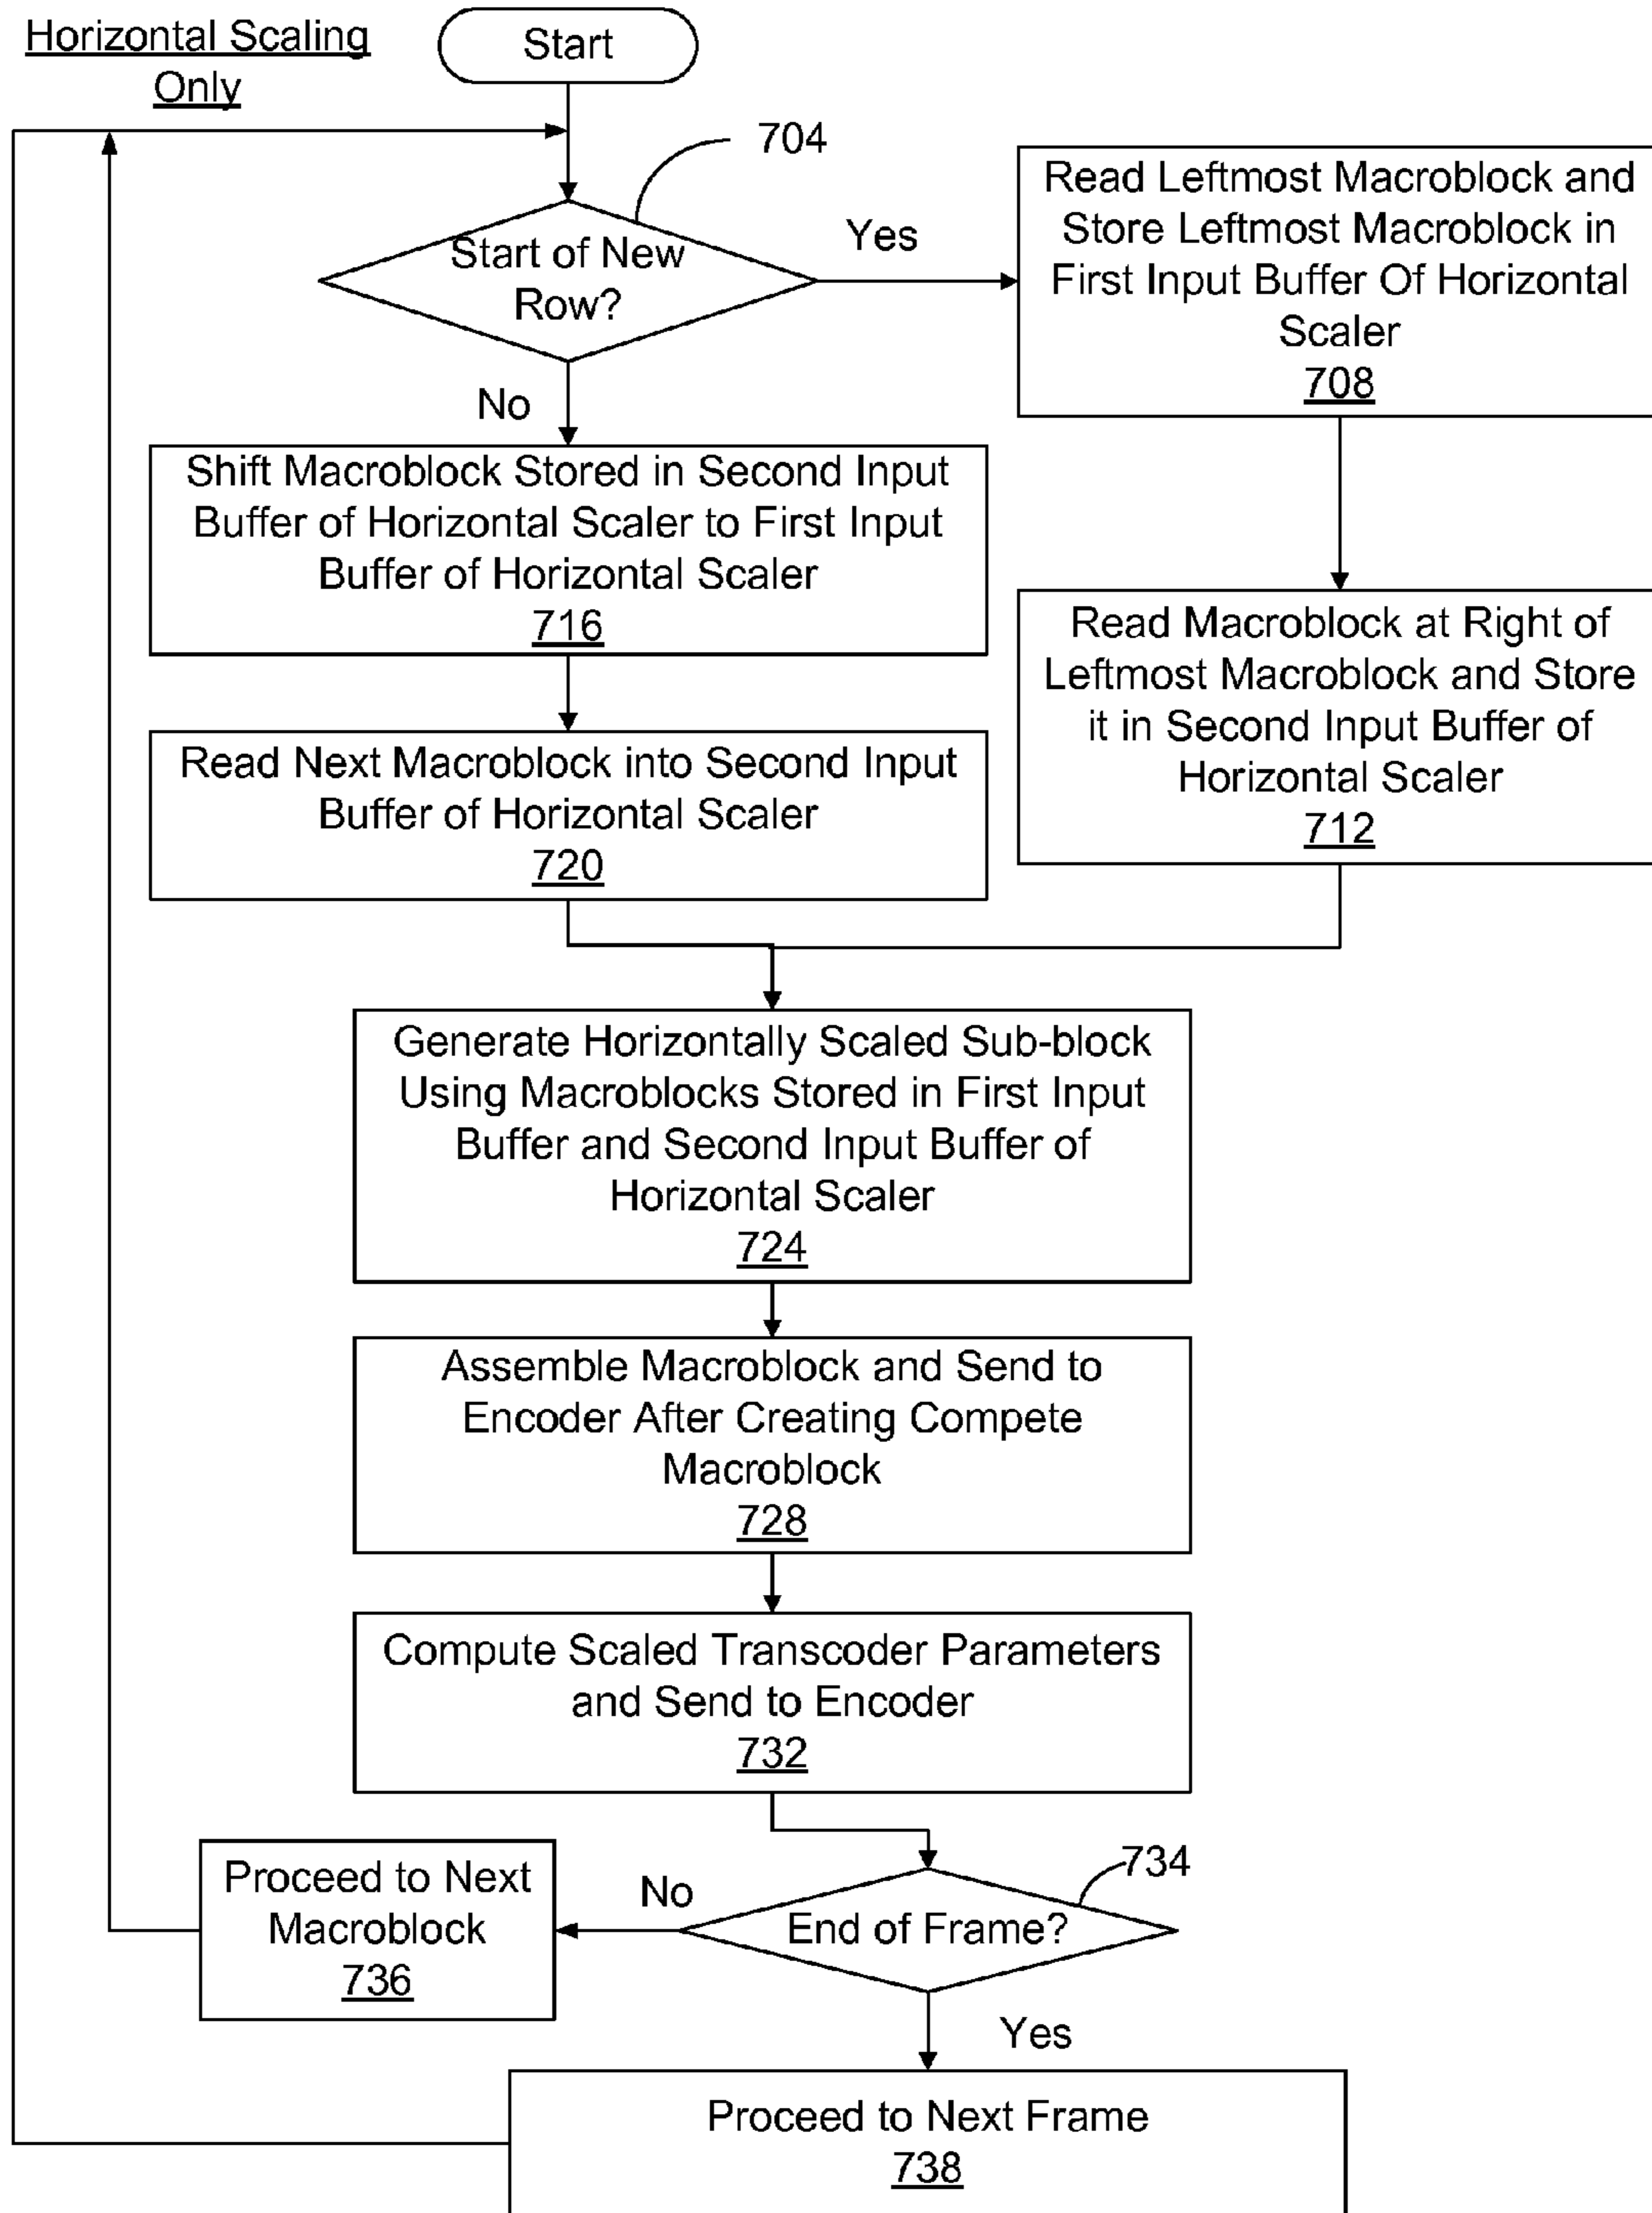 Horizontal Scaling
Only
Start
704
Start of New
Row?
Yes
Read Leftmost Macroblock and
Store Leftmost Macroblock in
First Input Buffer Of Horizontal
Scaler
708
No
Shift Macroblock Stored in Second Input
Buffer of Horizontal Scaler to First Input
Buffer of Horizontal Scaler
716
Read Macroblock at Right of
Leftmost Macroblock and Store
it in Second Input Buffer of
Horizontal Scaler
712
Read Next Macroblock into Second Input
Buffer of Horizontal Scaler
720
Generate Horizontally Scaled Sub-block
Using Macroblocks Stored in First Input
Buffer and Second Input Buffer of
Horizontal Scaler
724
Assemble Macroblock and Send to
Encoder After Creating Compete
Macroblock
728
Compute Scaled Transcoder Parameters
and Send to Encoder
732
734
End of Frame?
No
Proceed to Next
Macroblock
736
Yes
Proceed to Next Frame
738